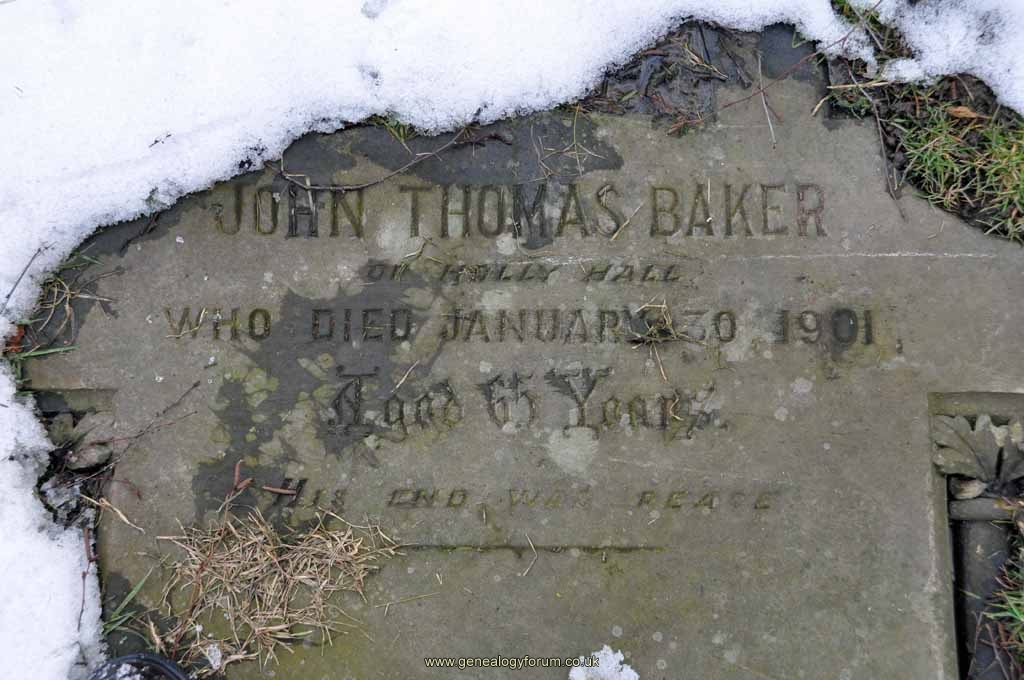 JOHN THOMAS BAKER
OF HOLLY HALL
WHO DIED JANUARY 30 1901.
Aged 65 Years.
HIS END WAS PEACE
www.genealogyforum.co.uk